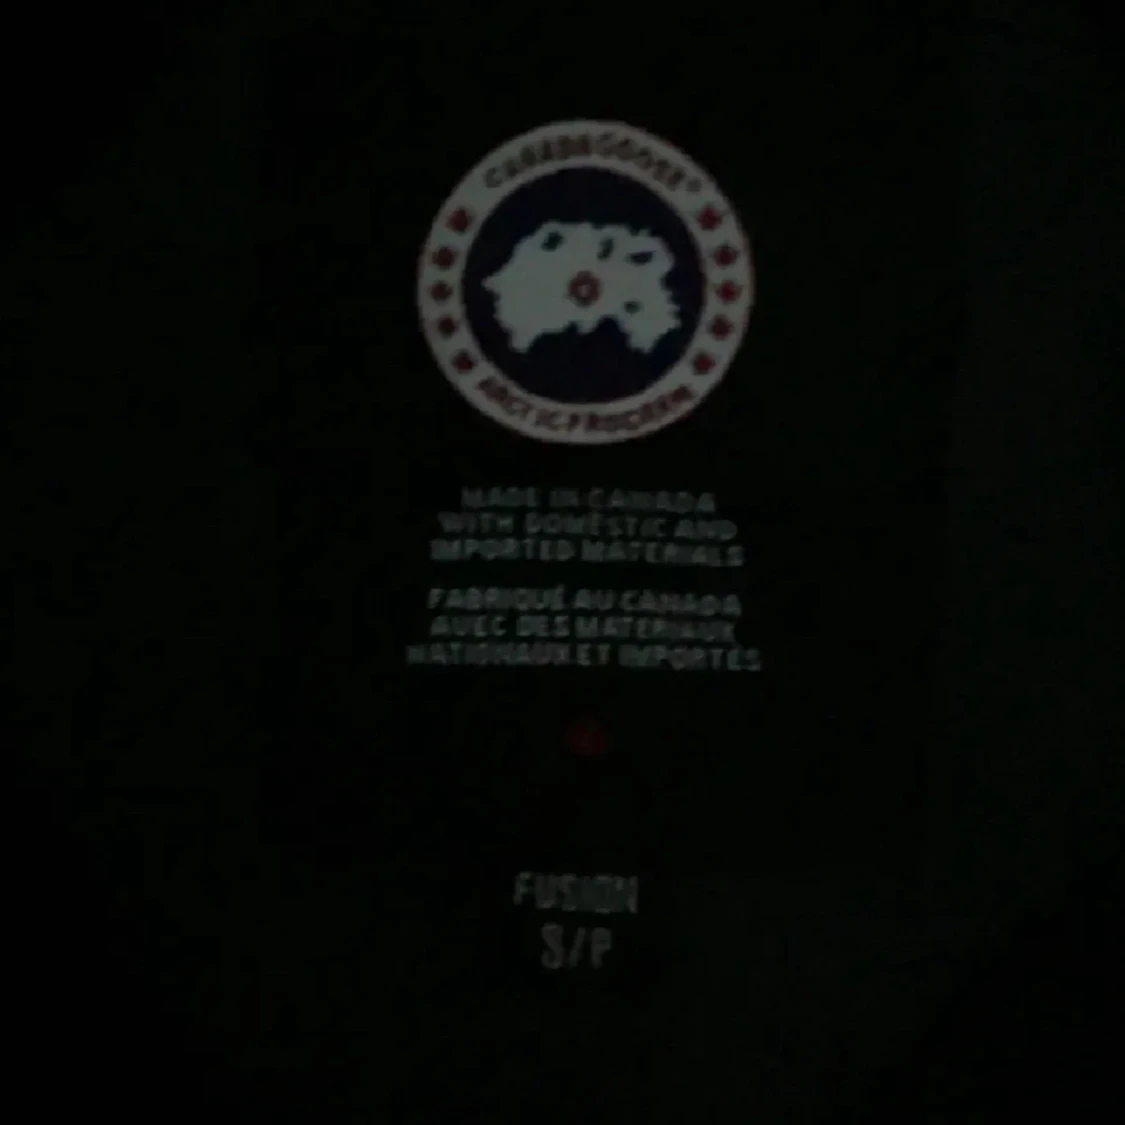 CANADA GOOSE®
ARCTIC PROGRAM
MADE IN CANADA
WITH DOMESTIC AND
IMPORTED MATERIALS
FABRIQUÉ AU CANADA
AVEC DES MATERIAUX
NATIONAUX ET IMPORTÉS
FUSION
S/P